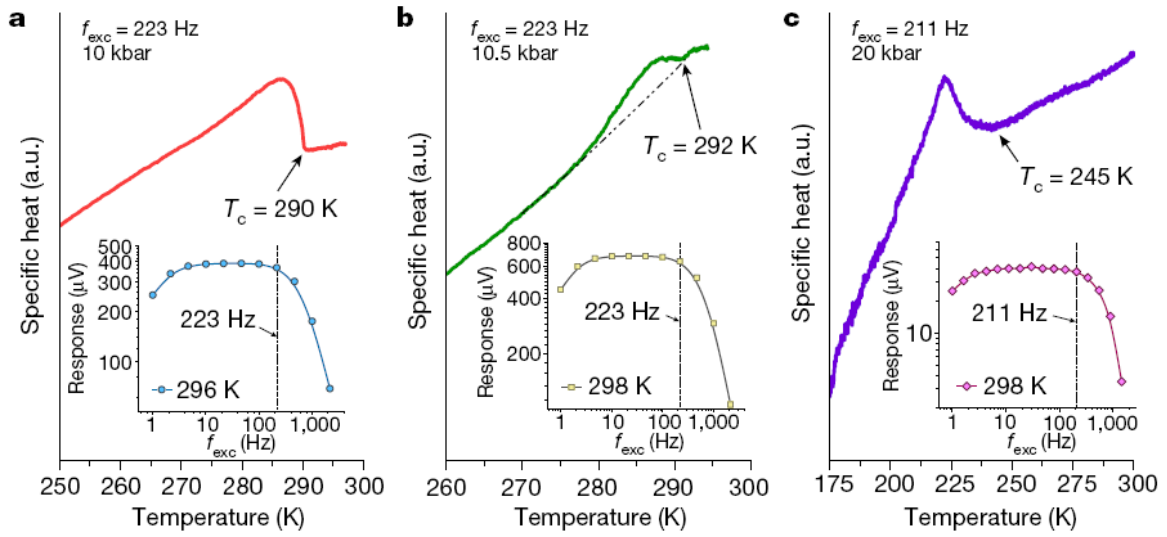 a
f_exc = 223 Hz
10 kbar
Specific heat (a.u.)
T_c = 290 K
Response (µV)
500
400
300
200
100
223 Hz
296 K
1
10
100
1,000
f_exc (Hz)
250
260
270
280
290
300
Temperature (K)
b
f_exc = 223 Hz
10.5 kbar
Specific heat (a.u.)
T_c = 292 K
Response (µV)
800
600
400
200
223 Hz
298 K
1
10
100
1,000
f_exc (Hz)
260
270
280
290
300
Temperature (K)
c
f_exc = 211 Hz
20 kbar
Specific heat (a.u.)
T_c = 245 K
Response (µV)
10
211 Hz
298 K
1
10
100
1,000
f_exc (Hz)
175
200
225
250
275
300
Temperature (K)